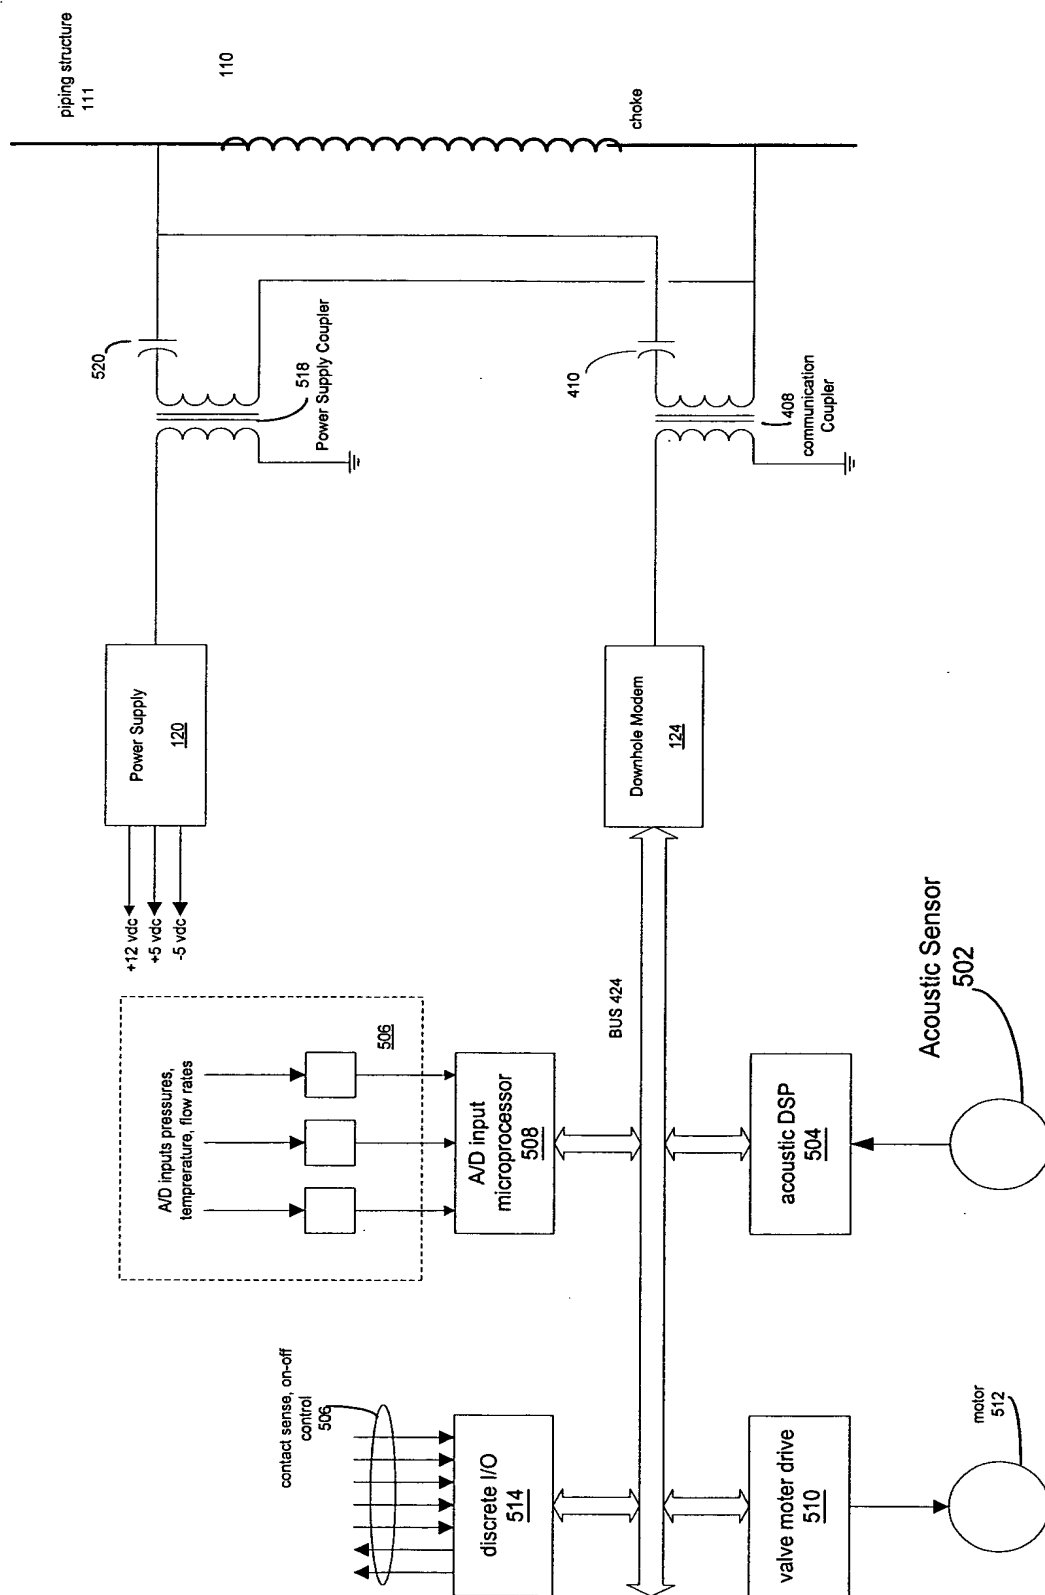 piping structure
111
110
choke
520
518
Power Supply Coupler
410
408
communication
Coupler
Power Supply
120
Downhole Modem
124
+12 vdc
+5 vdc
-5 vdc
A/D inputs pressures,
temprerature, flow rates
506
A/D input
microprocessor
508
BUS 424
acoustic DSP
504
Acoustic Sensor
502
contact sense, on-off
control
506
discrete I/O
514
valve moter drive
510
motor
512